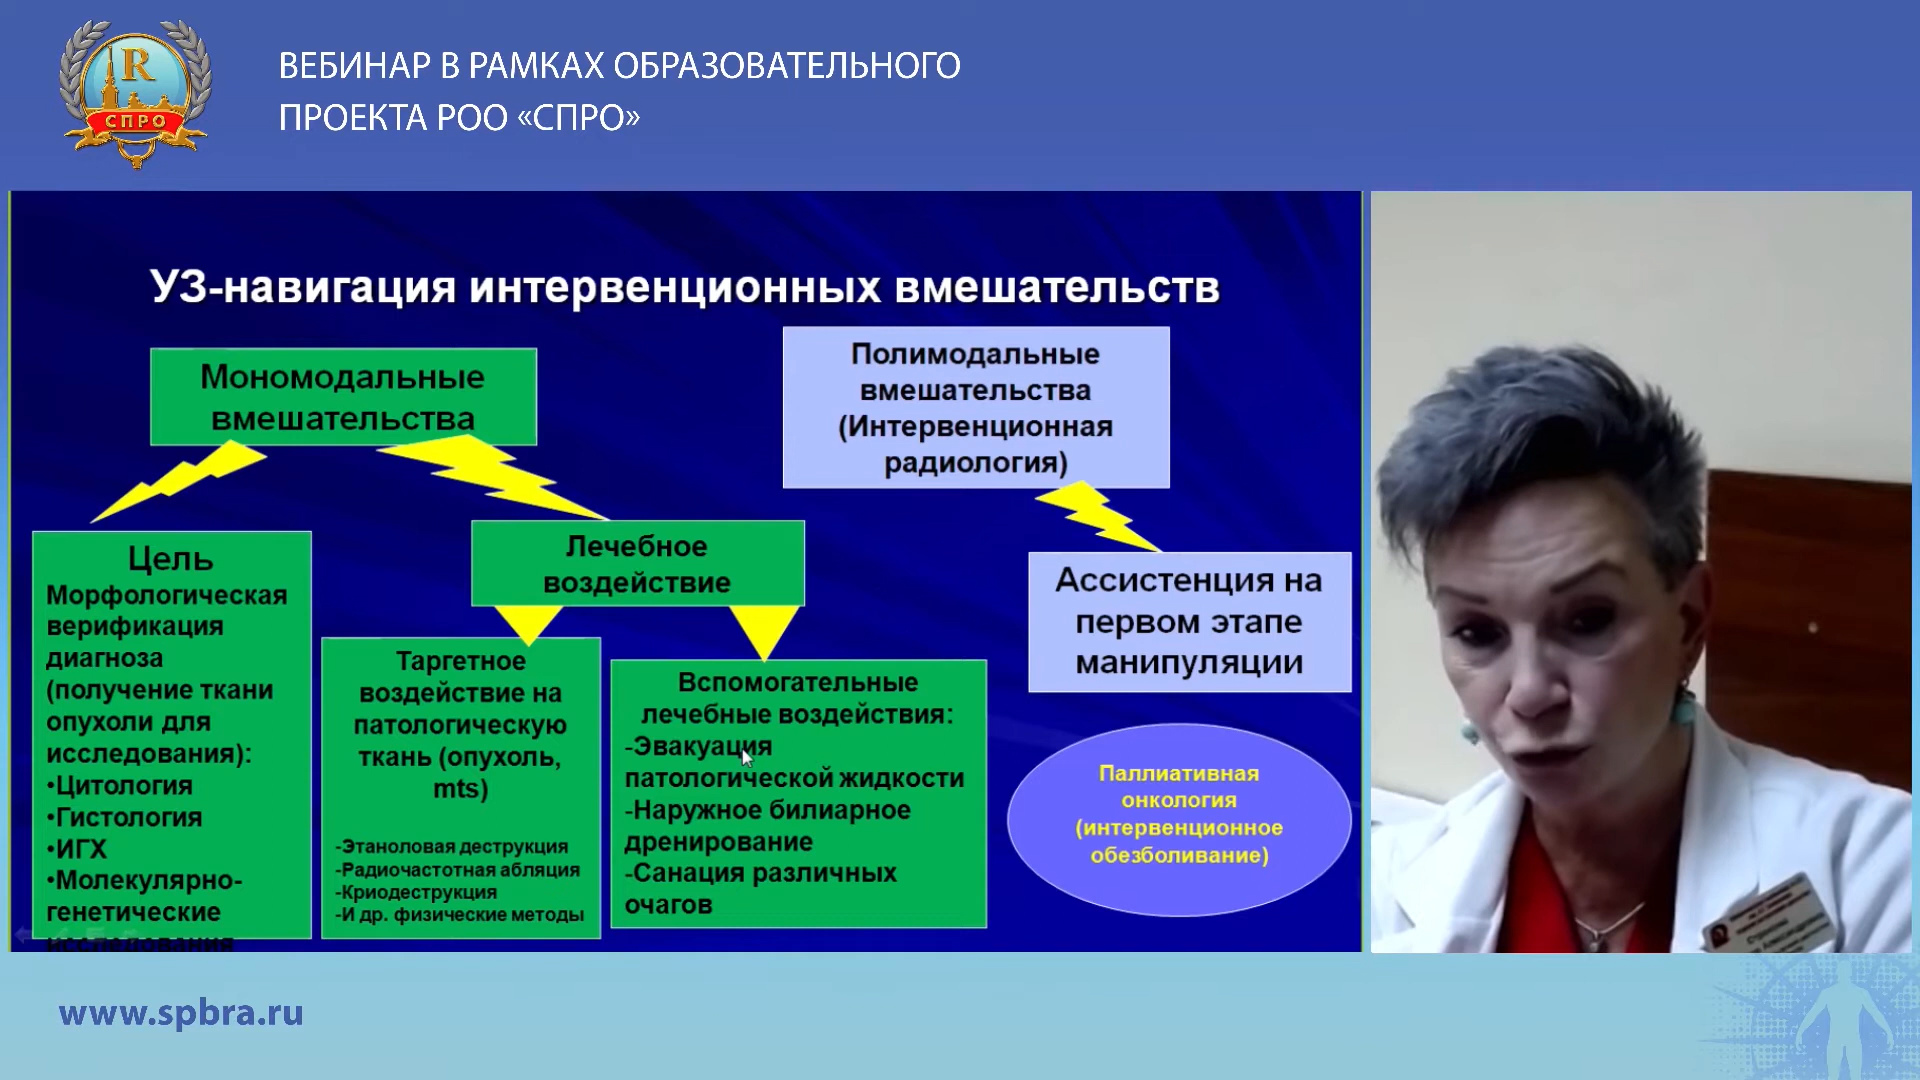 R
СПРО
ВЕБИНАР В РАМКАХ ОБРАЗОВАТЕЛЬНОГО
ПРОЕКТА РОО «СПРО»
УЗ-навигация интервенционных вмешательств
Мономодальные
вмешательства
Полимодальные
вмешательства
(Интервенционная
радиология)
Цель
Морфологическая
верификация
диагноза
(получение ткани
опухоли для
исследования):
•Цитология
•Гистология
•ИГХ
•Молекулярно-
генетические
исследования
Лечебное
воздействие
Таргетное
воздействие на
патологическую
ткань (опухоль,
mts)
-Этаноловая деструкция
-Радиочастотная абляция
-Криодеструкция
-И др. физические методы
Вспомогательные
лечебные воздействия:
-Эвакуация
патологической жидкости
-Наружное билиарное
дренирование
-Санация различных
очагов
Ассистенция на
первом этапе
манипуляции
Паллиативная
онкология
(интервенционное
обезболивание)
www.spbra.ru